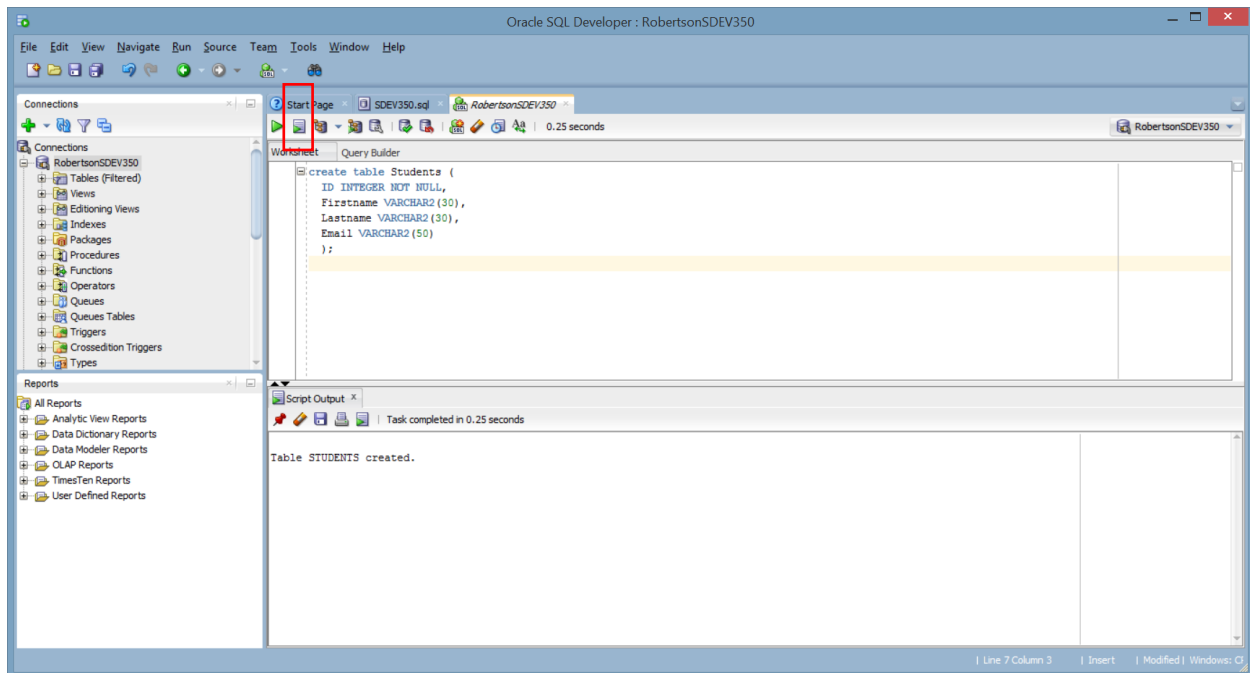 Oracle SQL Developer : RobertsonSDEV350
File Edit View Navigate Run Source Team Tools Window Help
Connections
Start Page
SDEV350.sql
RobertsonSDEV350
0.25 seconds
RobertsonSDEV350
Connections
RobertsonSDEV350
Tables (Filtered)
Views
Editioning Views
Indexes
Packages
Procedures
Functions
Operators
Queues
Queues Tables
Triggers
Crossedition Triggers
Types
Worksheet Query Builder
create table Students (
ID INTEGER NOT NULL,
Firstname VARCHAR2(30),
Lastname VARCHAR2(30),
Email VARCHAR2(50)
);
Reports
All Reports
Analytic View Reports
Data Dictionary Reports
Data Modeler Reports
OLAP Reports
TimesTen Reports
User Defined Reports
Script Output
Task completed in 0.25 seconds
Table STUDENTS created.
| Line 7 Column 3 | Insert | Modified | Windows: